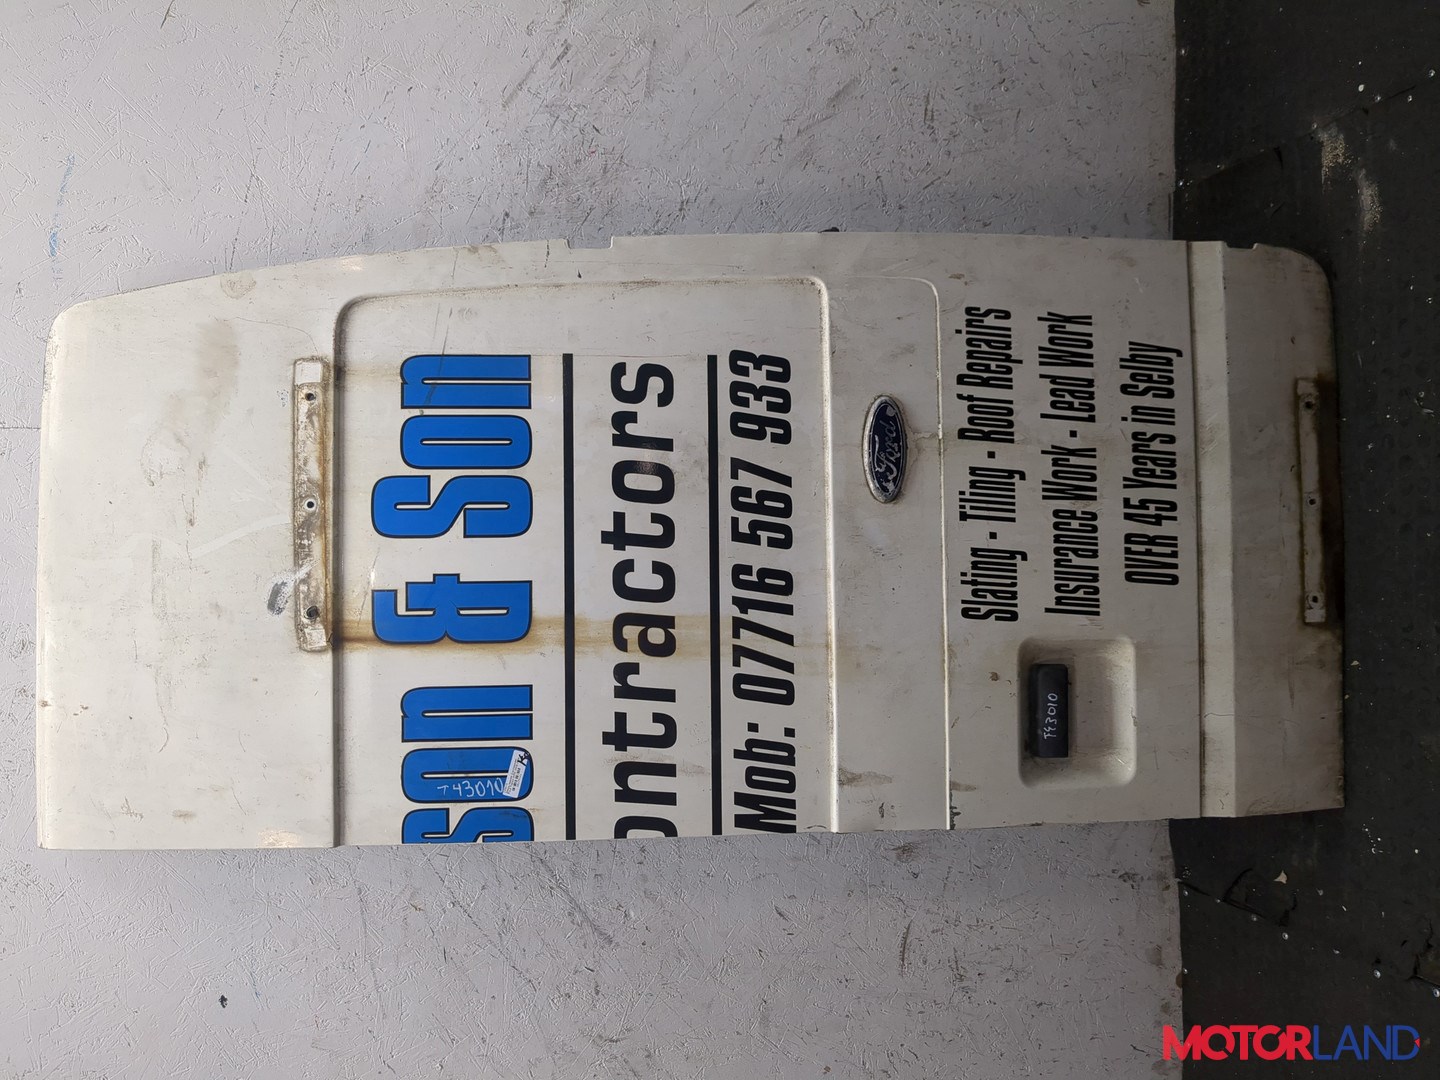 son & Son
ontractors
Mob: 07716 567 933
Ford
Slating - Tiling - Roof Repairs
Insurance Work - Lead Work
OVER 45 Years in Selby
T43010
T43010
MOTORLAND